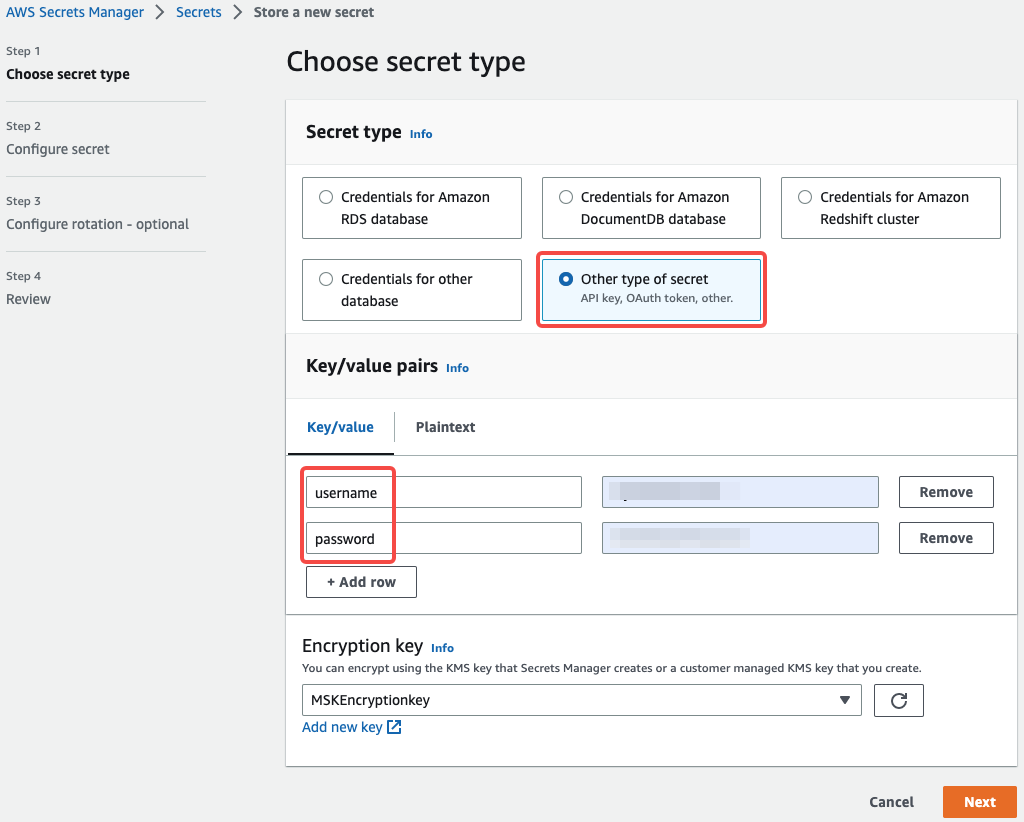 AWS Secrets Manager > Secrets > Store a new secret
Step 1
Choose secret type
Step 2
Configure secret
Step 3
Configure rotation - optional
Step 4
Review
Choose secret type
Secret type Info
Credentials for Amazon
RDS database
Credentials for Amazon
DocumentDB database
Credentials for Amazon
Redshift cluster
Credentials for other
database
Other type of secret
API key, OAuth token, other.
Key/value pairs Info
Key/value Plaintext
username Remove
password Remove
+ Add row
Encryption key Info
You can encrypt using the KMS key that Secrets Manager creates or a customer managed KMS key that you create.
MSKEncryptionkey
Add new key
Cancel Next